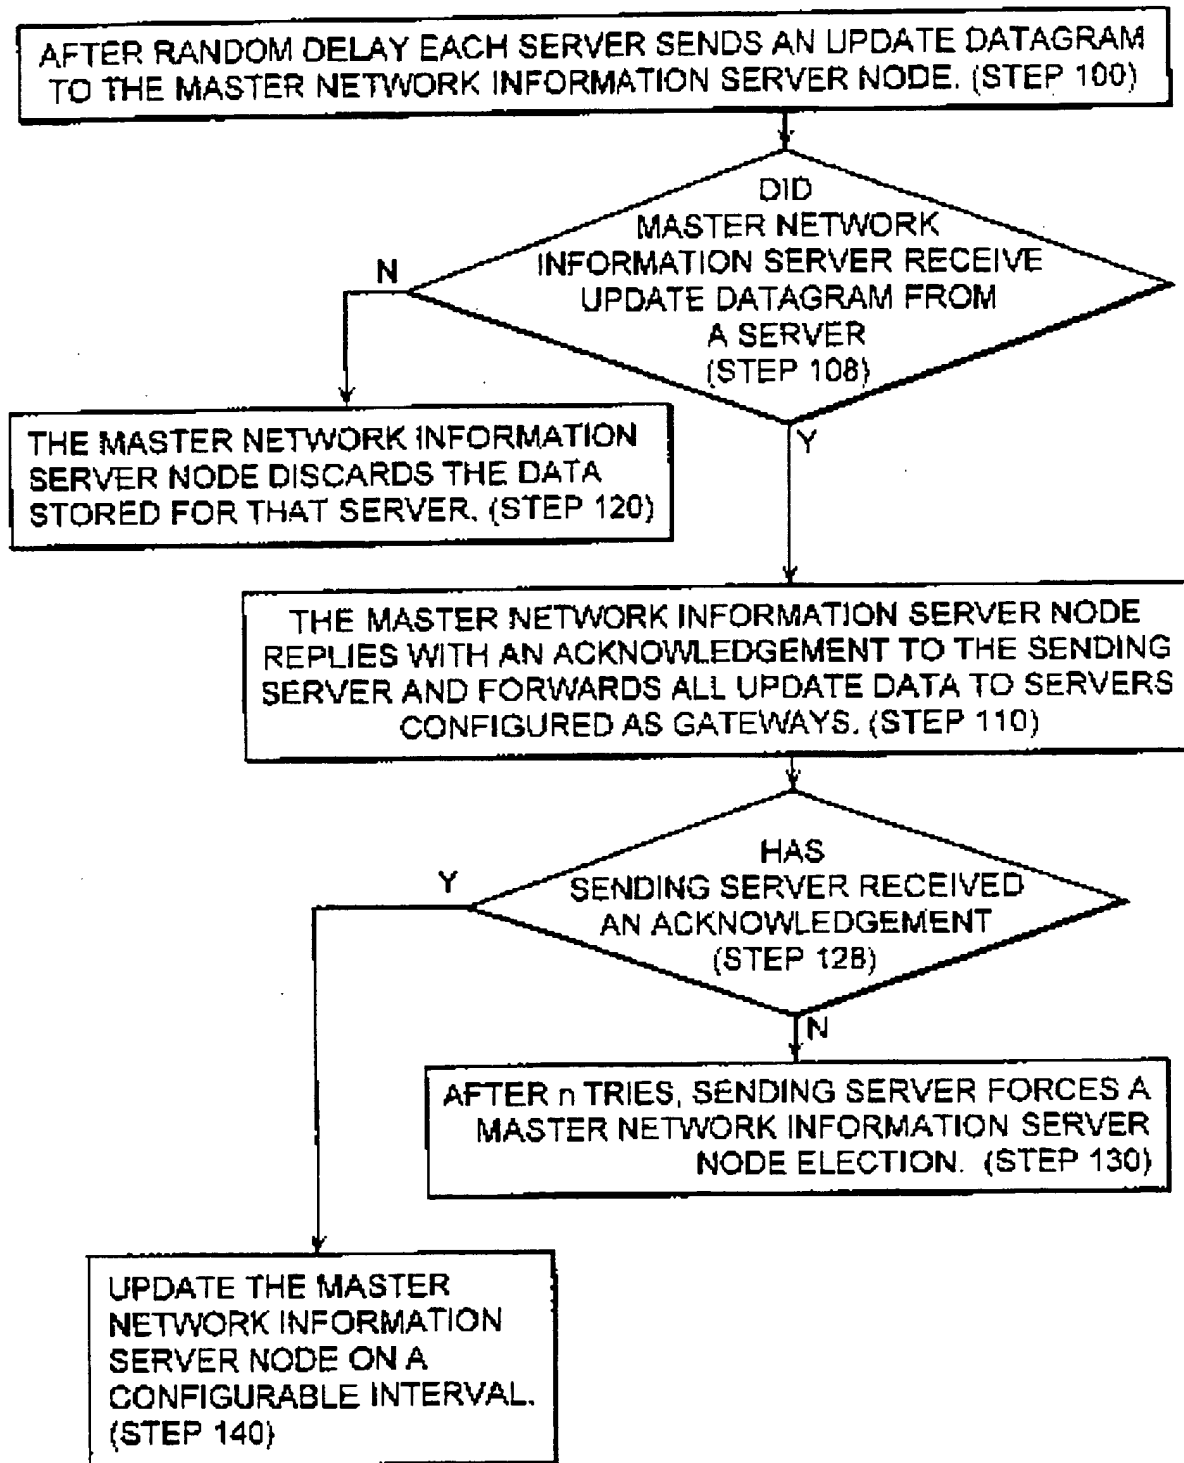 AFTER RANDOM DELAY EACH SERVER SENDS AN UPDATE DATAGRAM
TO THE MASTER NETWORK INFORMATION SERVER NODE. (STEP 100)
DID
MASTER NETWORK
INFORMATION SERVER RECEIVE
UPDATE DATAGRAM FROM
A SERVER
(STEP 108)
N
Y
THE MASTER NETWORK INFORMATION
SERVER NODE DISCARDS THE DATA
STORED FOR THAT SERVER. (STEP 120)
THE MASTER NETWORK INFORMATION SERVER NODE
REPLIES WITH AN ACKNOWLEDGEMENT TO THE SENDING
SERVER AND FORWARDS ALL UPDATE DATA TO SERVERS
CONFIGURED AS GATEWAYS. (STEP 110)
HAS
SENDING SERVER RECEIVED
AN ACKNOWLEDGEMENT
(STEP 128)
Y
N
AFTER n TRIES, SENDING SERVER FORCES A
MASTER NETWORK INFORMATION SERVER
NODE ELECTION. (STEP 130)
UPDATE THE MASTER
NETWORK INFORMATION
SERVER NODE ON A
CONFIGURABLE INTERVAL.
(STEP 140)